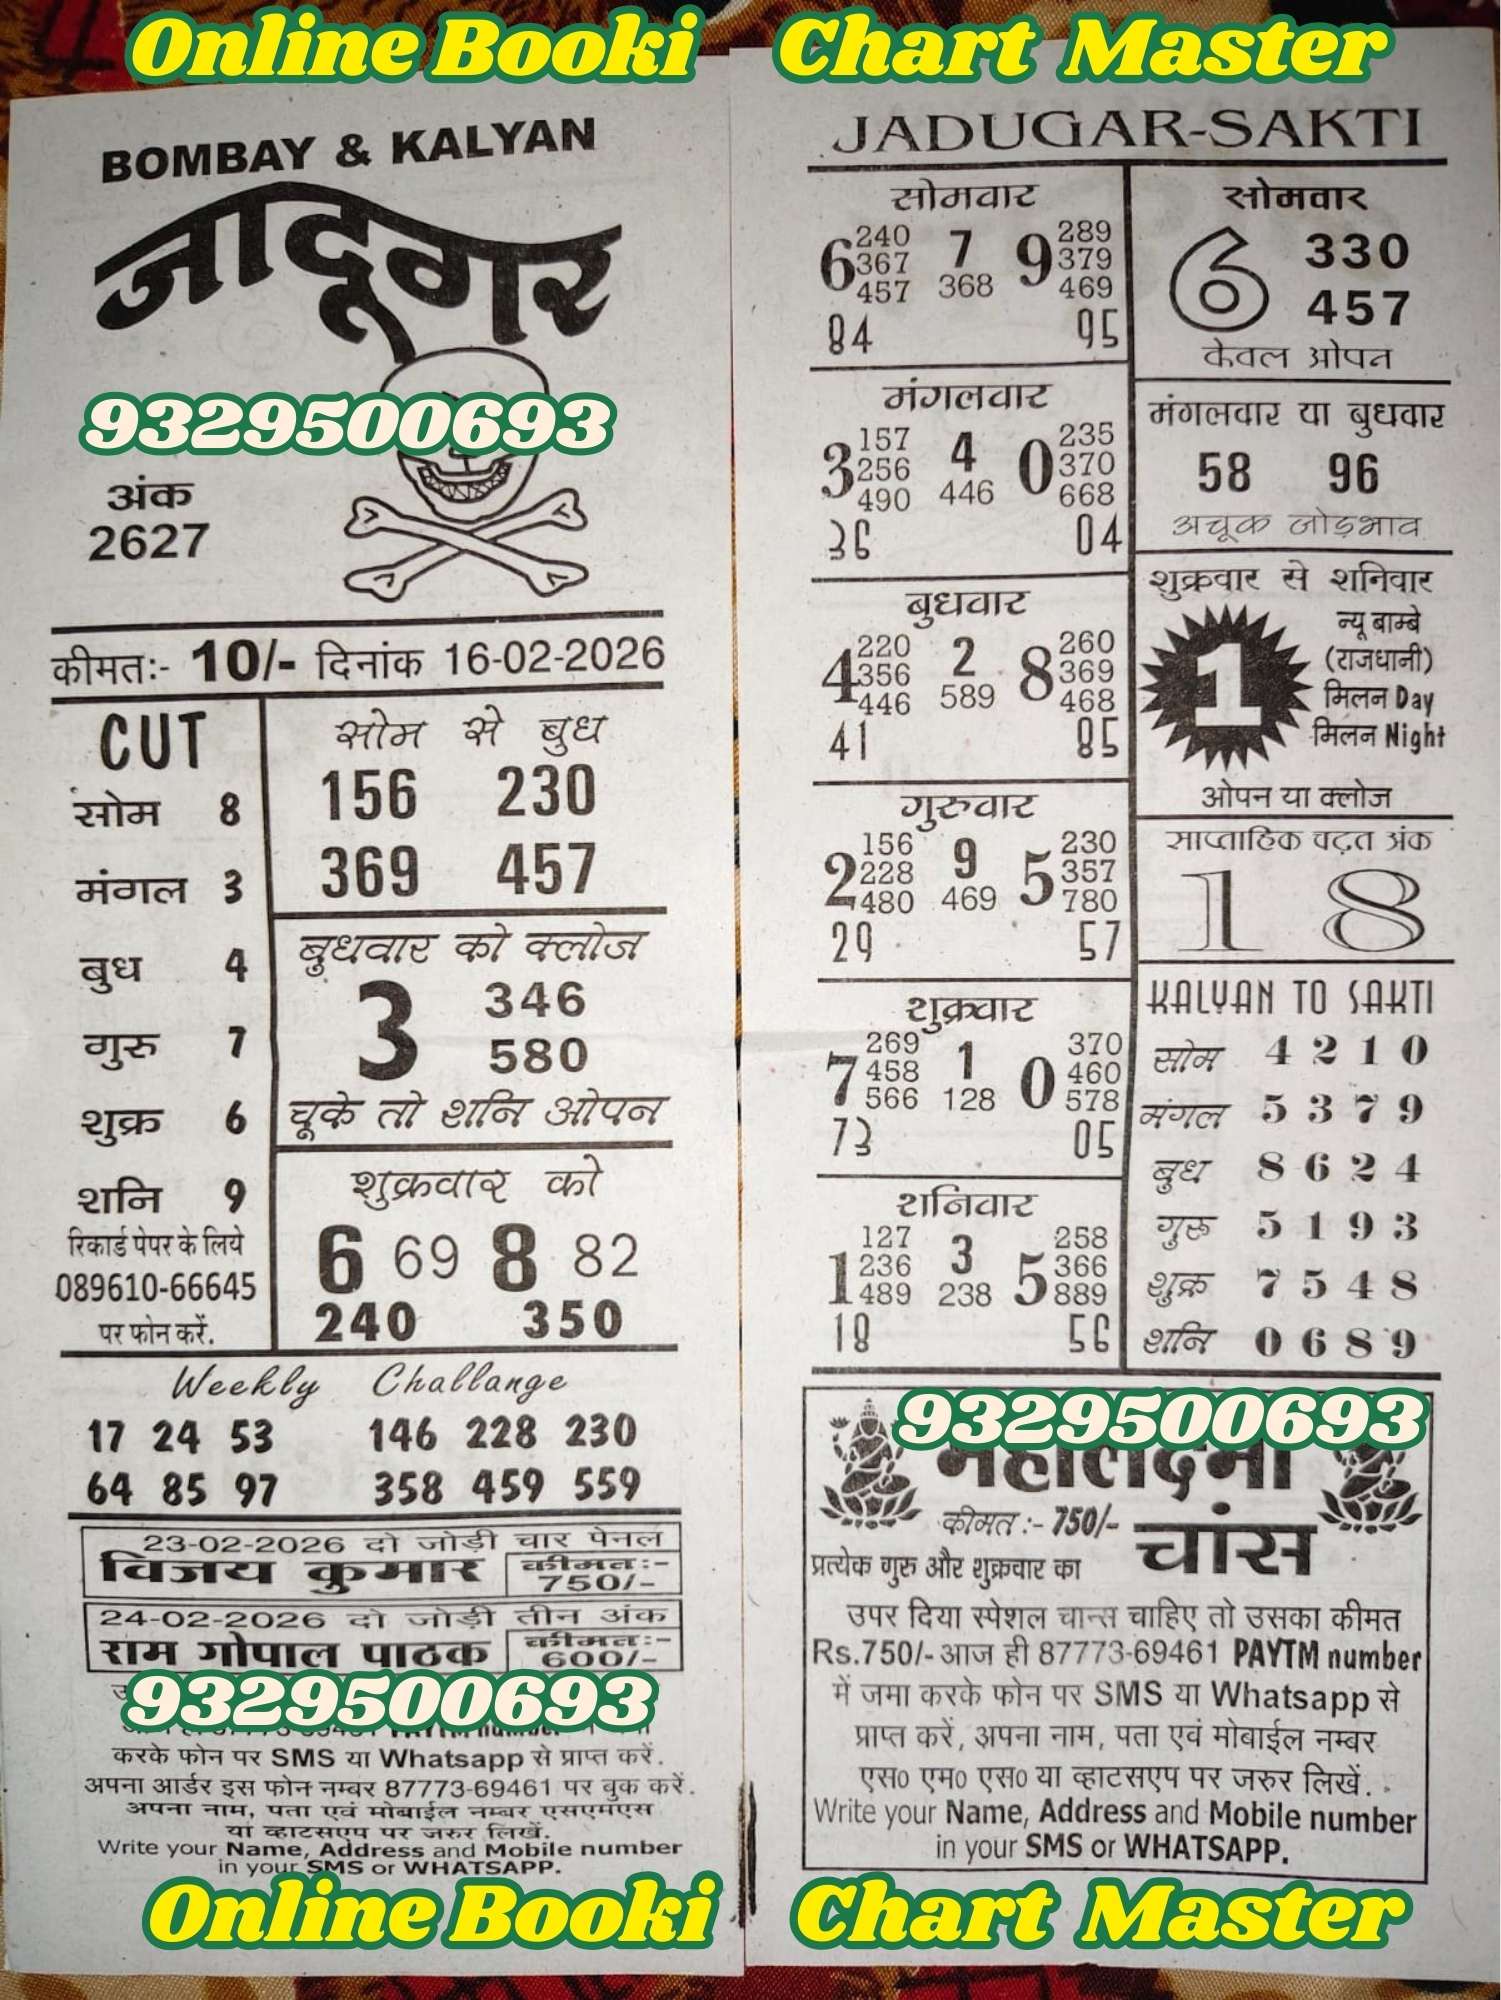 Online Booki Chart Master
BOMBAY & KALYAN
जादूगर
9329500693
अंक
2627
कीमतः- 10/- दिनांक 16-02-2026
CUT
सोम 8
मंगल 3
बुध 4
गुरु 7
शुक्र 6
शनि 9
रिकार्ड पेपर के लिये
089610-66645
पर फोन करें.
सोम से बुध
156 230
369 457
बुधवार को क्लोज
3 346
580
चूके तो शनि ओपन
शुक्रवार को
6 69 8 82
240 350
Weekly Challange
17 24 53 146 228 230
64 85 97 358 459 559
23-02-2026 दो जोड़ी चार पेनल
विजय कुमार कीमतः- 750/-
24-02-2026 दो जोड़ी तीन अंक
राम गोपाल पाठक कीमतः- 600/-
9329500693
करके फोन पर SMS या Whatsapp से प्राप्त करें.
अपना आर्डर इस फोन नम्बर 87773-69461 पर बुक करें.
अपना नाम, पता एवं मोबाईल नम्बर एसएमएस
या व्हाटसएप पर जरुर लिखें.
Write your Name, Address and Mobile number
in your SMS or WHATSAPP.
JADUGAR-SAKTI
सोमवार
240 7 289
6 367 9 379
457 368 469
84 95
मंगलवार
157 4 235
3 256 0 370
490 446 668
36 04
बुधवार
220 2 260
4 356 8 369
446 589 468
41 85
गुरुवार
156 9 230
2 228 5 357
480 469 780
29 57
शुक्रवार
269 1 370
7 458 0 460
566 128 578
73 05
शनिवार
127 3 258
1 236 5 366
489 238 889
18 56
सोमवार
6 330
457
केवल ओपन
मंगलवार या बुधवार
58 96
अचूक जोड़भाव
शुक्रवार से शनिवार
1 न्यू बाम्बे
(राजधानी)
मिलन Day
मिलन Night
ओपन या क्लोज
साप्ताहिक चढ़त अंक
1 8
KALYAN TO SAKTI
सोम 4 2 1 0
मंगल 5 3 7 9
बुध 8 6 2 4
गुरु 5 1 9 3
शुक्र 7 5 4 8
शनि 0 6 8 9
9329500693
कीमत :- 750/- चांस
प्रत्येक गुरु और शुक्रवार का
उपर दिया स्पेशल चान्स चाहिए तो उसका कीमत
Rs.750/- आज ही 87773-69461 PAYTM number
में जमा करके फोन पर SMS या Whatsapp से
प्राप्त करें, अपना नाम, पता एवं मोबाईल नम्बर
एस० एम० एस० या व्हाटसएप पर जरुर लिखें.
Write your Name, Address and Mobile number
in your SMS or WHATSAPP.
Online Booki Chart Master